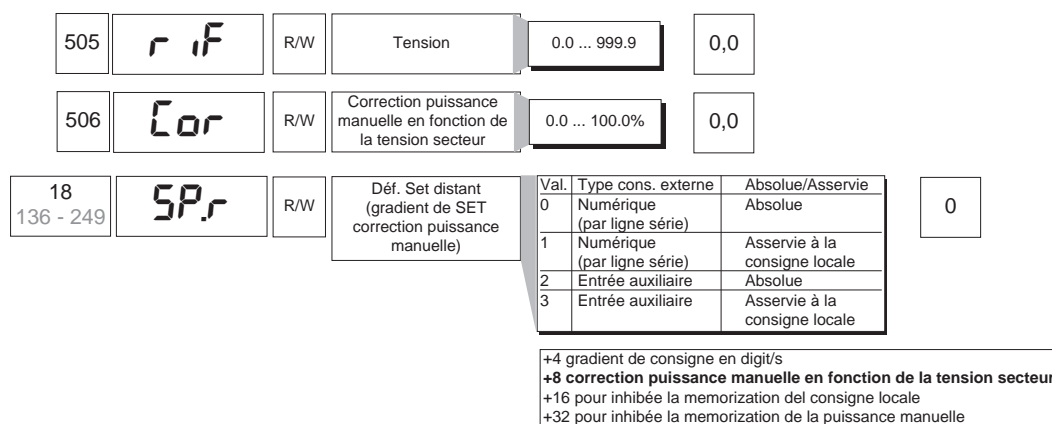 505
r iF
R/W
Tension
0.0 ... 999.9
0,0
506
Cor
R/W
Correction puissance
manuelle en fonction de
la tension secteur
0.0 ... 100.0%
0,0
18
136 - 249
SP.r
R/W
Déf. Set distant
(gradient de SET
correction puissance
manuelle)
Val. Type cons. externe Absolue/Asservie
0 Numérique Absolue
(par ligne série)
1 Numérique Asservie à la
(par ligne série) consigne locale
2 Entrée auxiliaire Absolue
3 Entrée auxiliaire Asservie à la
consigne locale
0
+4 gradient de consigne en digit/s
+8 correction puissance manuelle en fonction de la tension secteur
+16 pour inhibée la memorization del consigne locale
+32 pour inhibée la memorization de la puissance manuelle